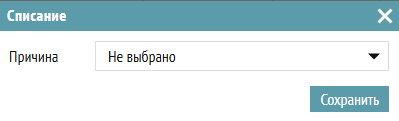 Списание
Причина
Не выбрано
Сохранить